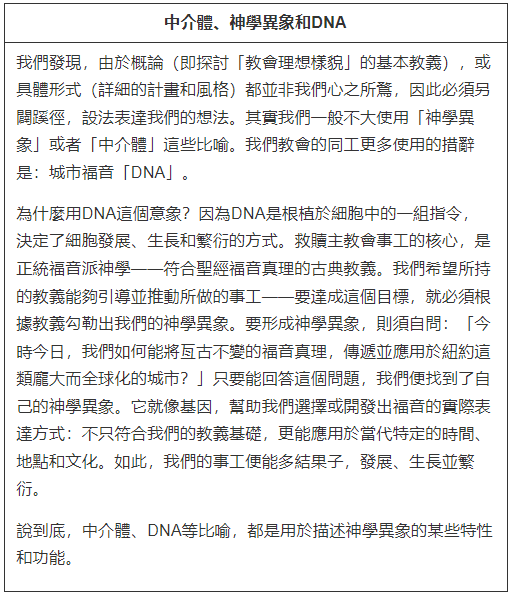 中介體、神學異象和DNA
我們發現，由於概論（即探討「教會理想樣貌」的基本教義），或
具體形式（詳細的計畫和風格）都並非我們心之所鶩，因此必須另
闢蹊徑，設法表達我們的想法。其實我們一般不大使用「神學異
象」或者「中介體」這些比喻。我們教會的同工更多使用的措辭
是：城市福音「DNA」。
為什麼用DNA這個意象？因為DNA是根植於細胞中的一組指令，
決定了細胞發展、生長和繁衍的方式。救贖主教會事工的核心，是
正統福音派神學——符合聖經福音真理的古典教義。我們希望所持
的教義能夠引導並推動所做的事工——要達成這個目標，就必須根
據教義勾勒出我們的神學異象。要形成神學異象，則須自問：「今
時今日，我們如何能將亙古不變的福音真理，傳遞並應用於紐約這
類龐大而全球化的城市？」只要能回答這個問題，我們便找到了自
己的神學異象。它就像基因，幫助我們選擇或開發出福音的實際表
達方式：不只符合我們的教義基礎，更能應用於當代特定的時間、
地點和文化。如此，我們的事工便能多結果子，發展、生長並繁
衍。
說到底，中介體、DNA等比喻，都是用於描述神學異象的某些特性
和功能。